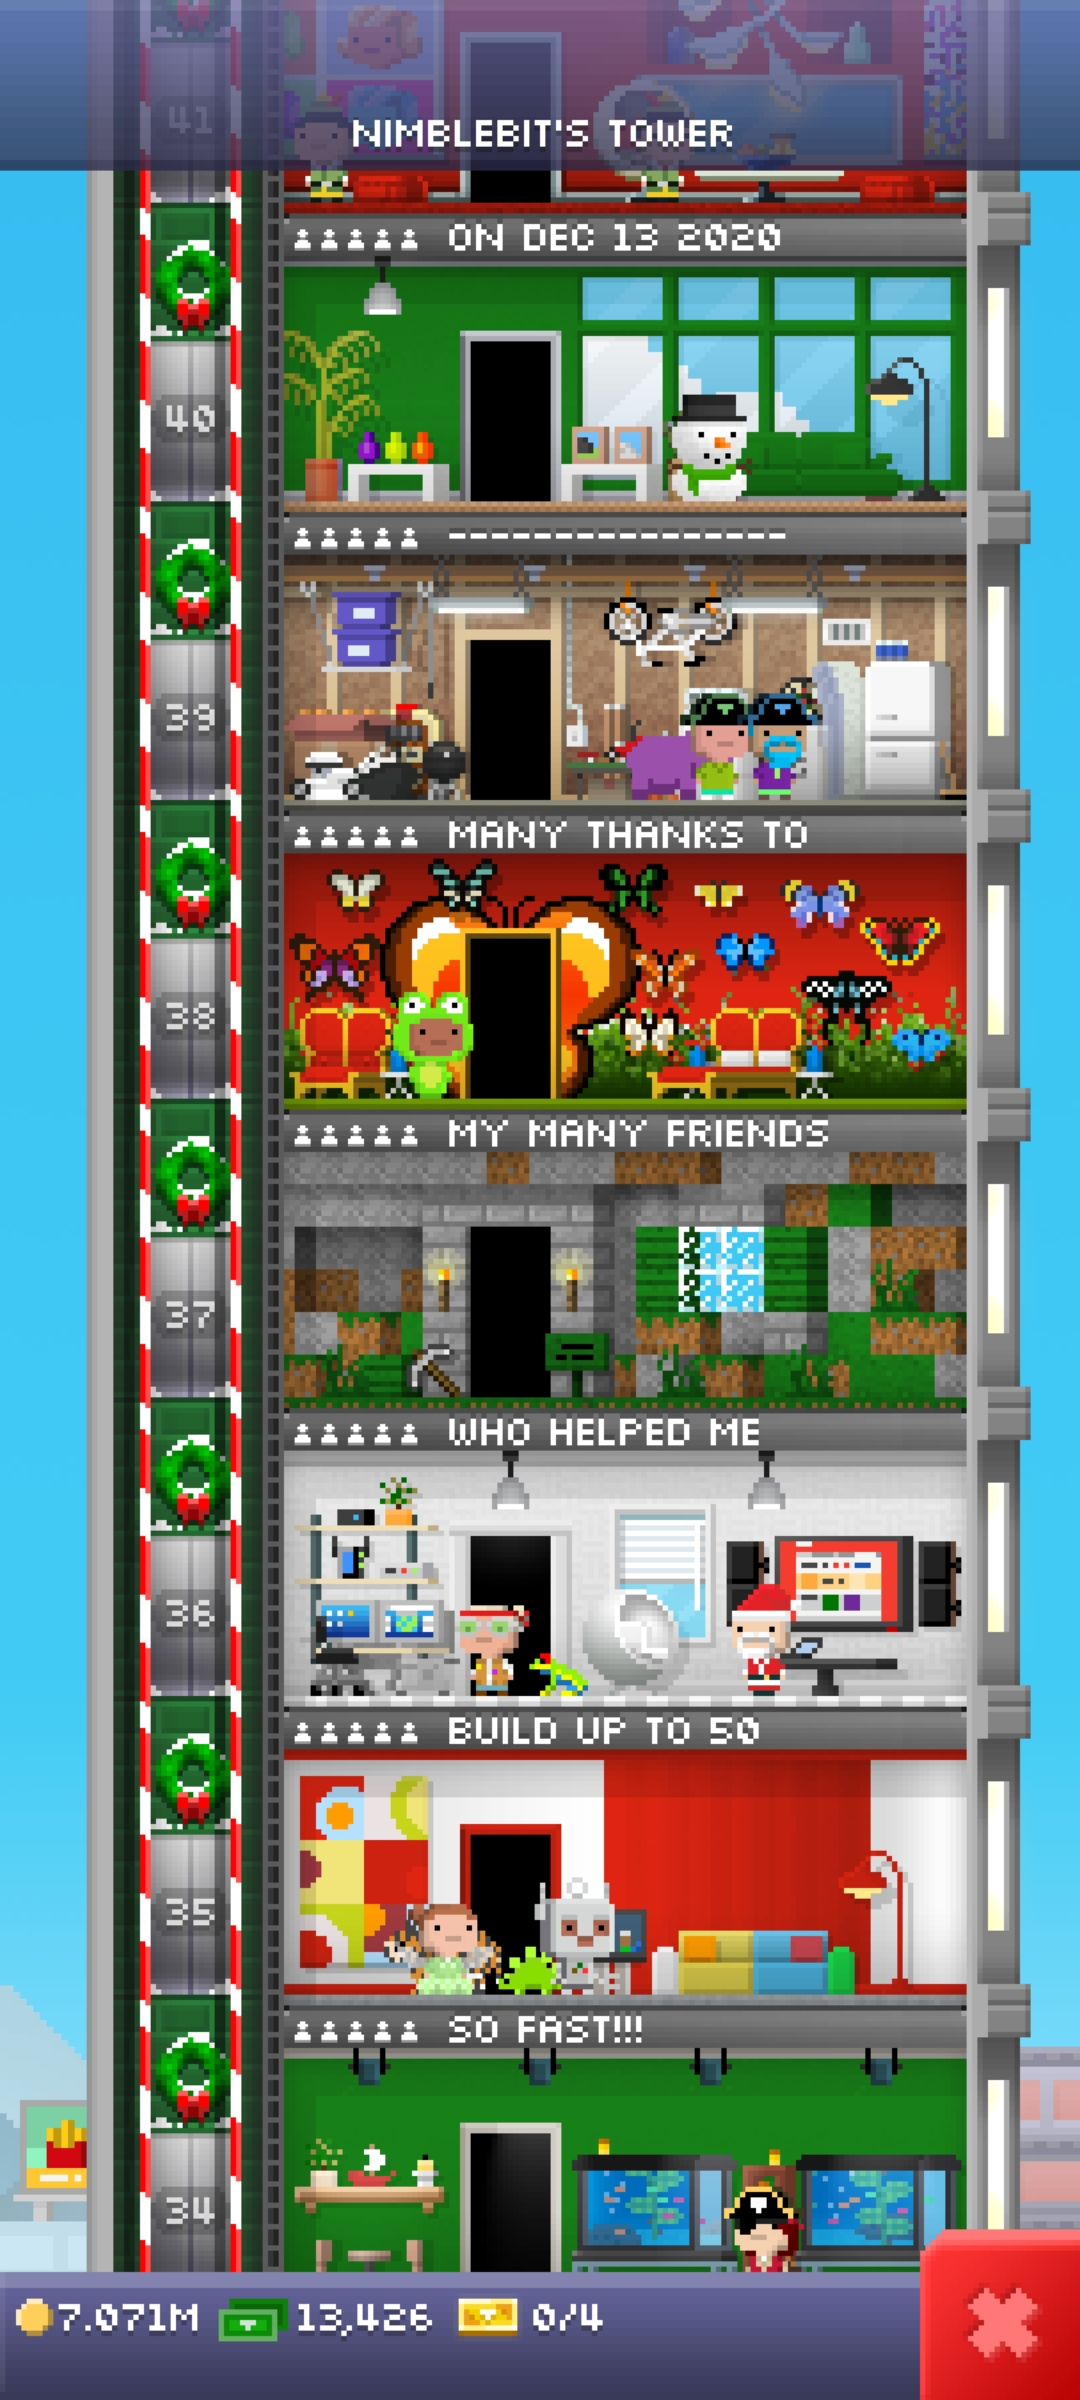 41
NIMBLEBIT'S TOWER
ON DEC 13 2020
40
----------------
39
MANY THANKS TO
38
MY MANY FRIENDS
37
WHO HELPED ME
36
BUILD UP TO 50
35
SO FAST!!!
34
7.071M 13,426 0/4